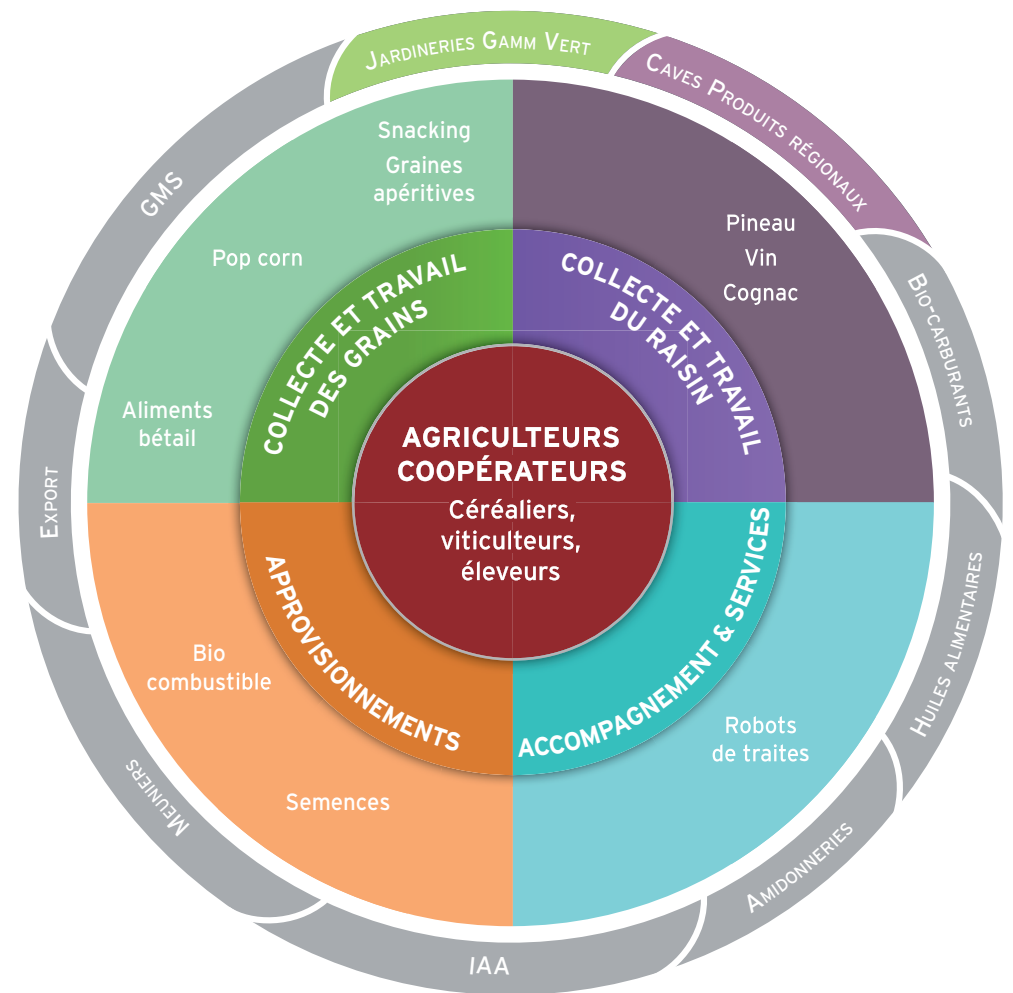 Jardineries Gamm Vert
Caves Produits régionaux
Bio-carburants
Huiles alimentaires
Amidonneries
IAA
Meuniers
Export
GMS
Snacking
Graines
apéritives
Pop corn
Aliments
bétail
Pineau
Vin
Cognac
Robots
de traites
Bio
combustible
Semences
COLLECTE ET TRAVAIL
DES GRAINS
COLLECTE ET TRAVAIL
DU RAISIN
ACCOMPAGNEMENT & SERVICES
APPROVISIONNEMENTS
AGRICULTEURS
COOPÉRATEURS
Céréaliers,
viticulteurs,
éleveurs